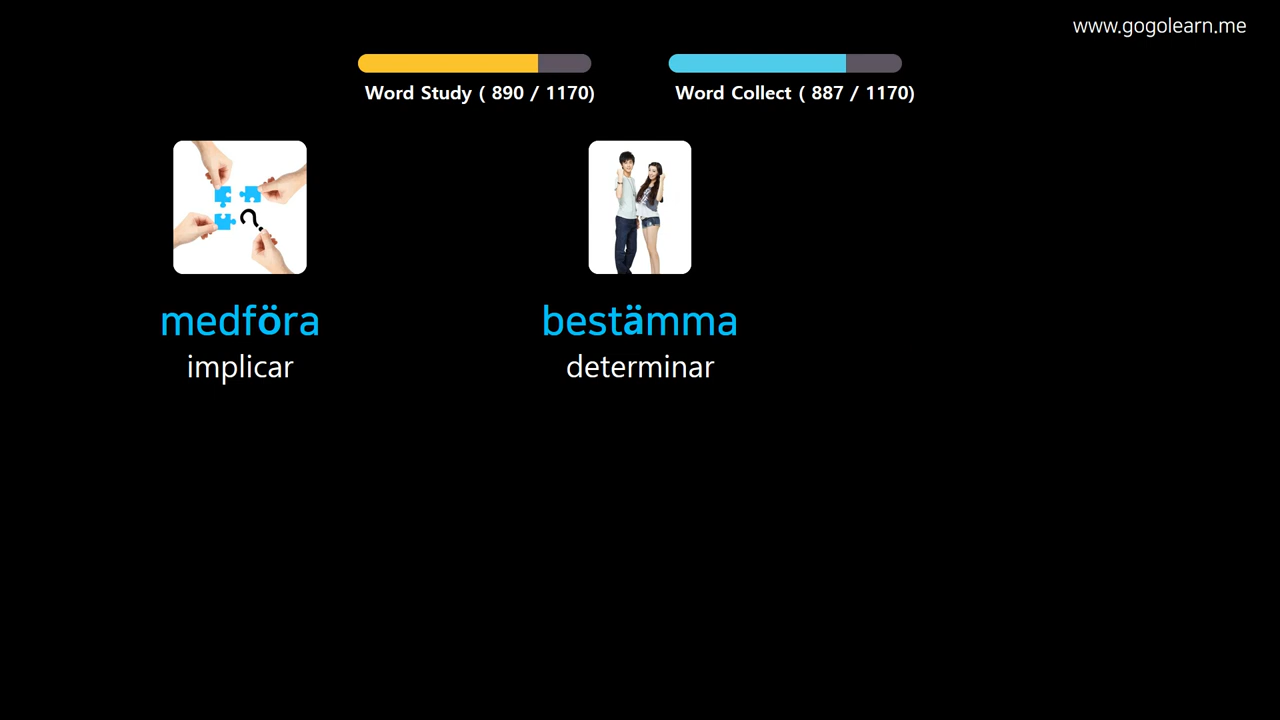 www.gogolearn.me
Word Study ( 890 / 1170)
Word Collect ( 887 / 1170)
?
medföra
implicar
bestämma
determinar